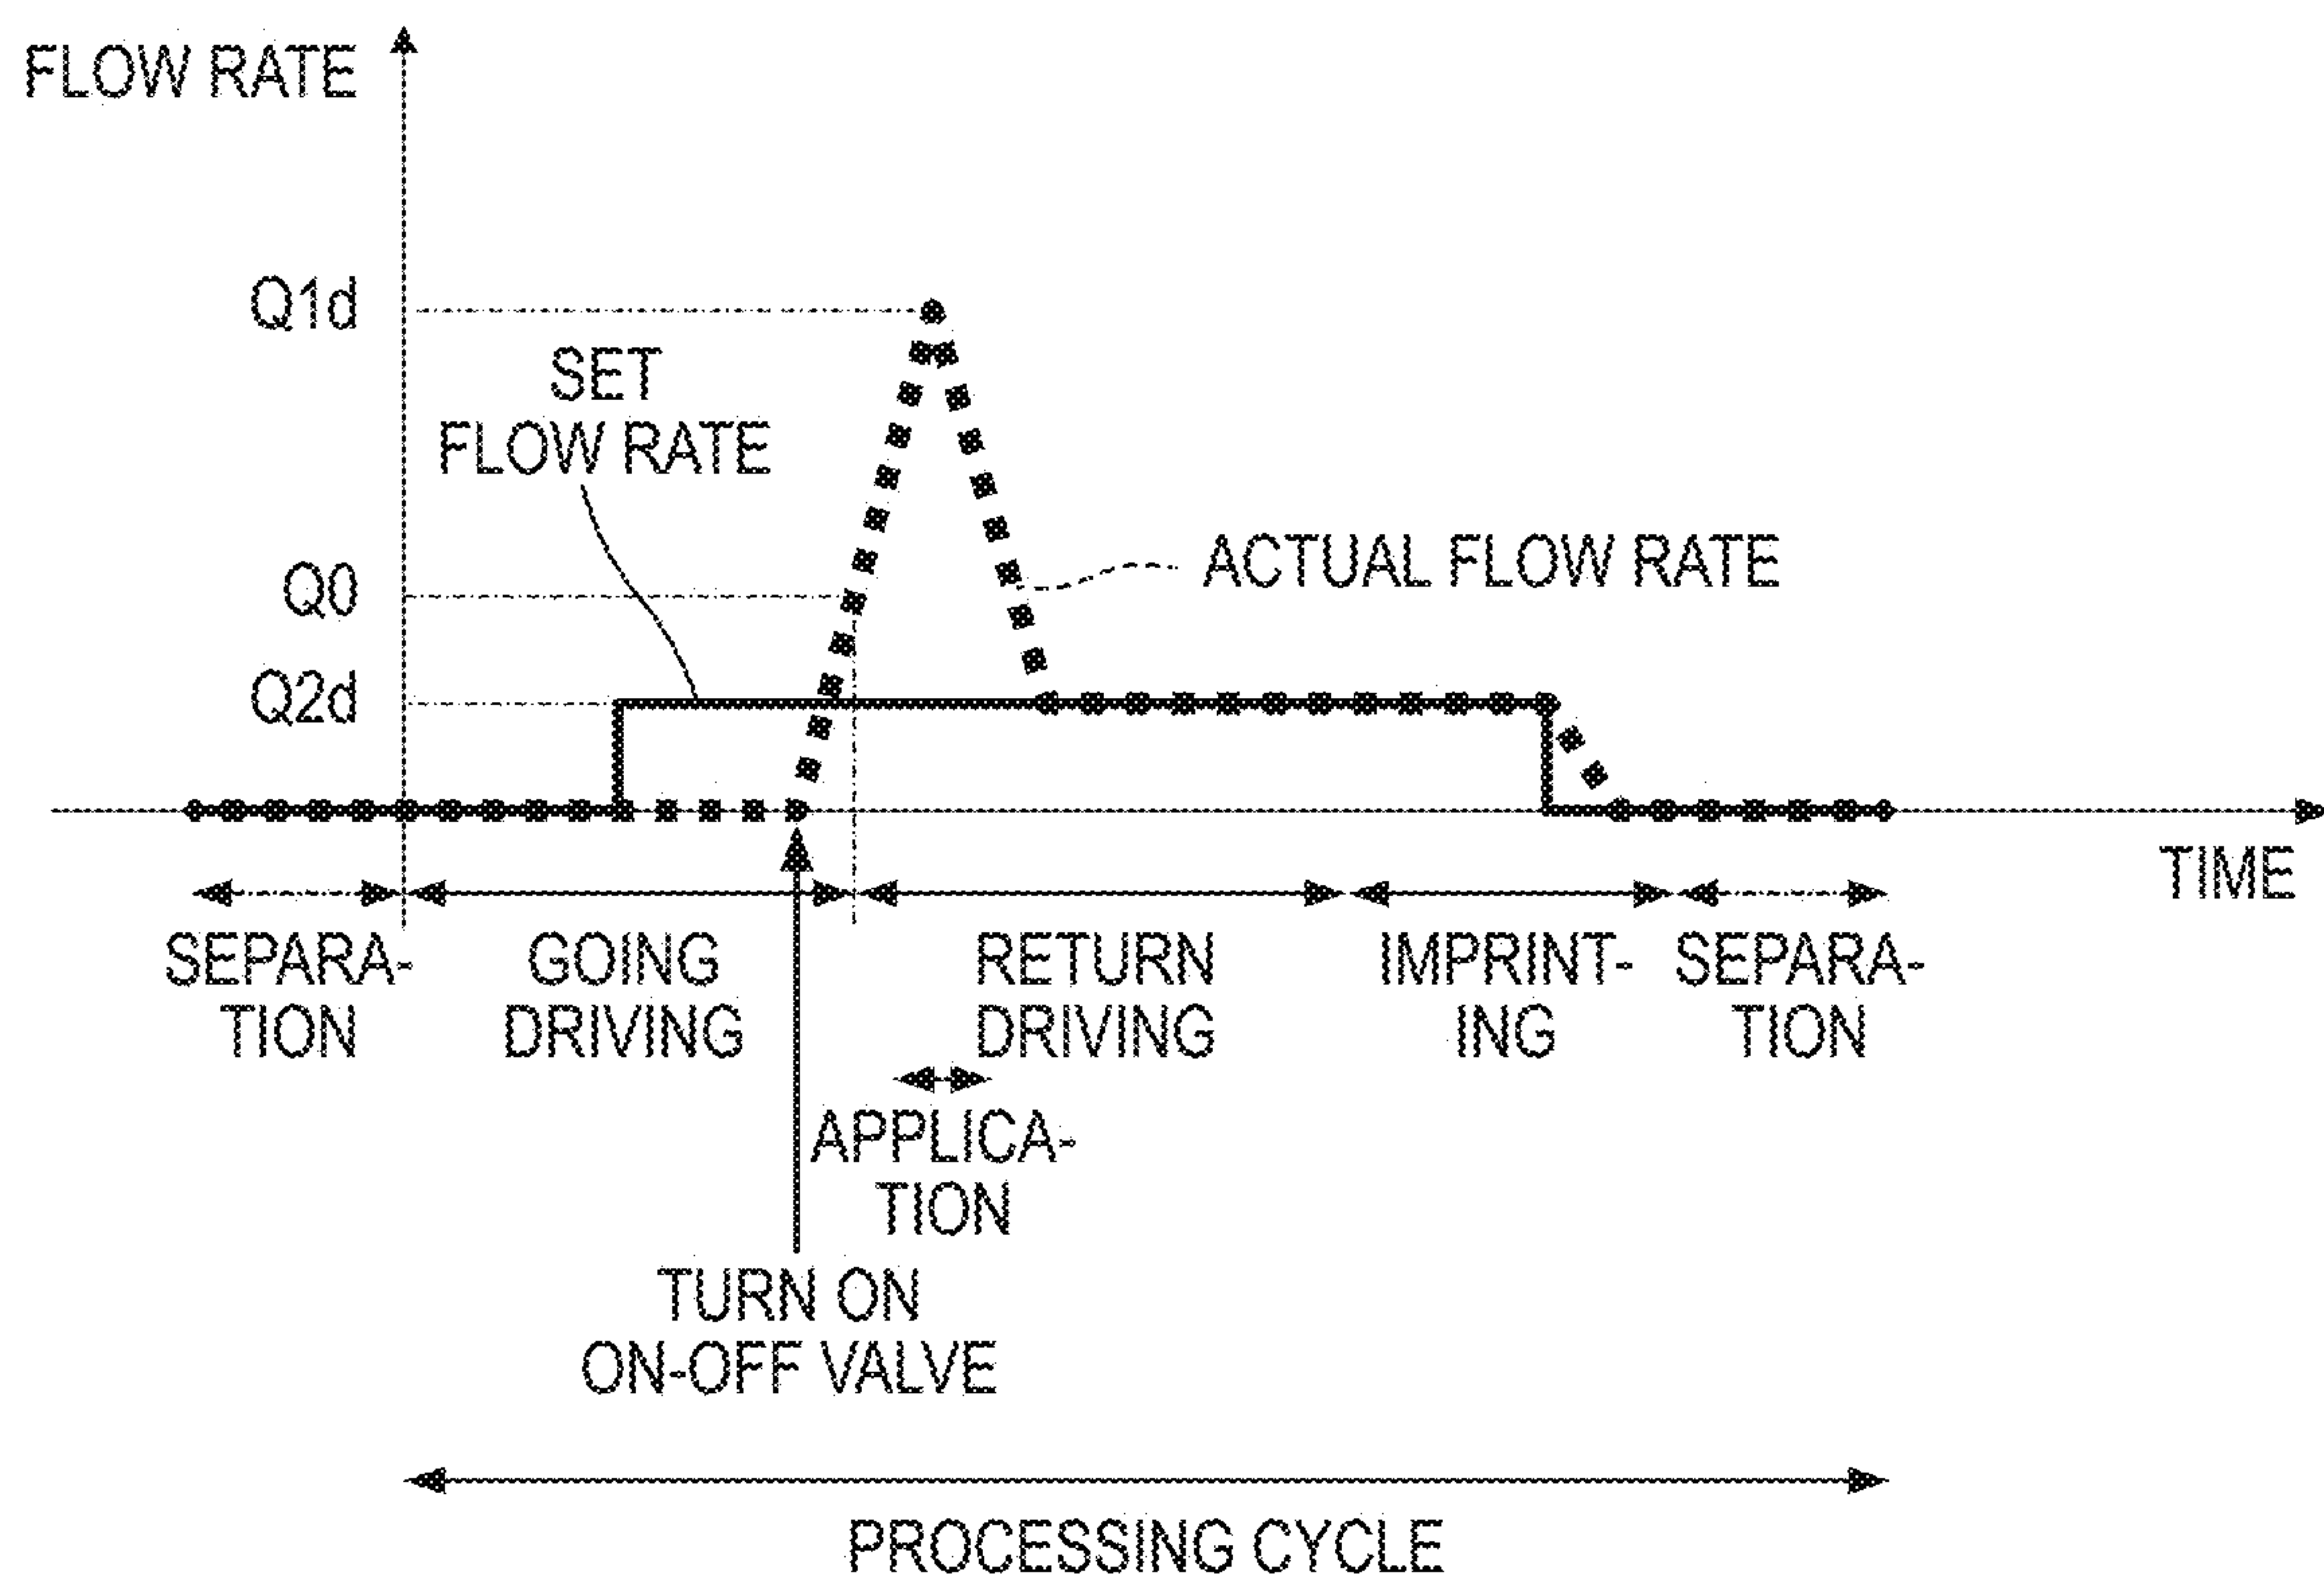 FLOW RATE
Q1d
SET
FLOW RATE
ACTUAL FLOW RATE
Q0
Q2d
TIME
SEPARA-
TION
GOING
DRIVING
RETURN
DRIVING
IMPRINT-
ING
SEPARA-
TION
APPLICA-
TION
TURN ON
ON-OFF VALVE
PROCESSING CYCLE